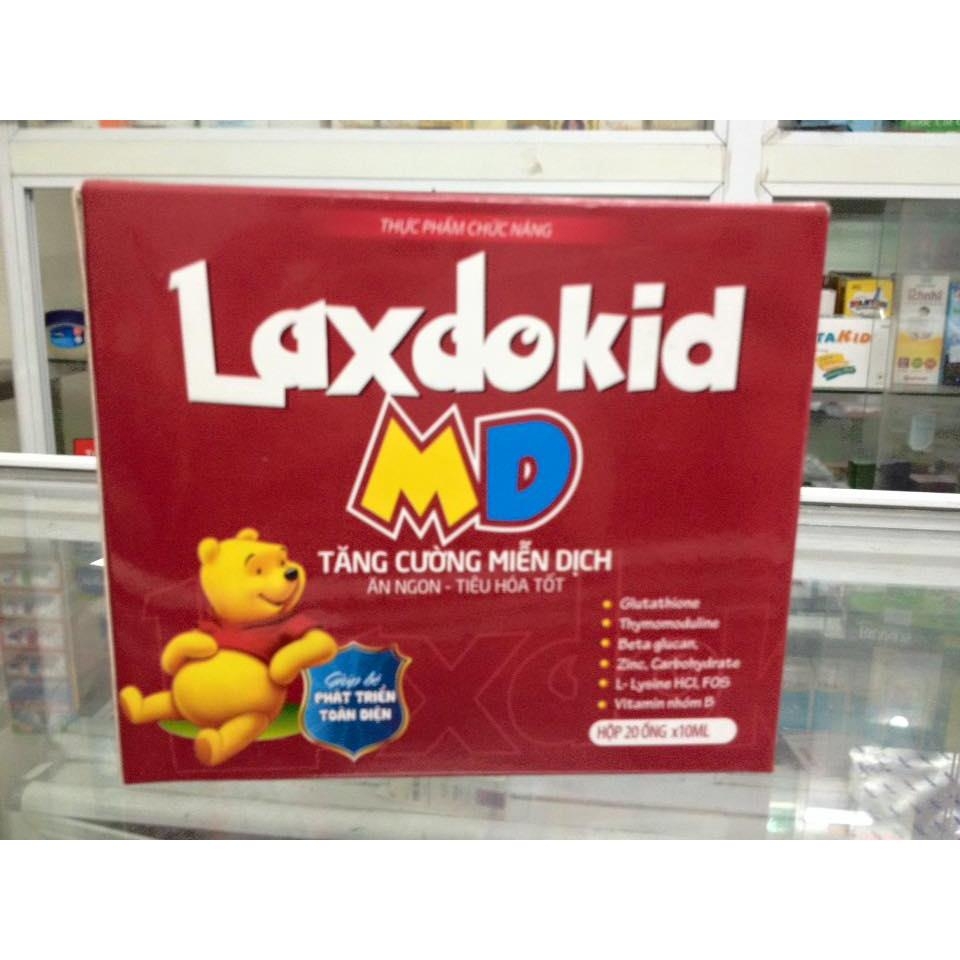 THỰC PHẨM CHỨC NĂNG
Laxdokid
MD
TĂNG CƯỜNG MIỄN DỊCH
ĂN NGON - TIÊU HÓA TỐT
Glutathione
Thymomoduline
Beta glucan,
Zinc, Carbohydrate
L- Lysine HCl, FOS
Vitamin nhóm B
HỘP 20 ỐNG x10ML
Giúp bé
PHÁT TRIỂN
TOÀN DIỆN
TAKID